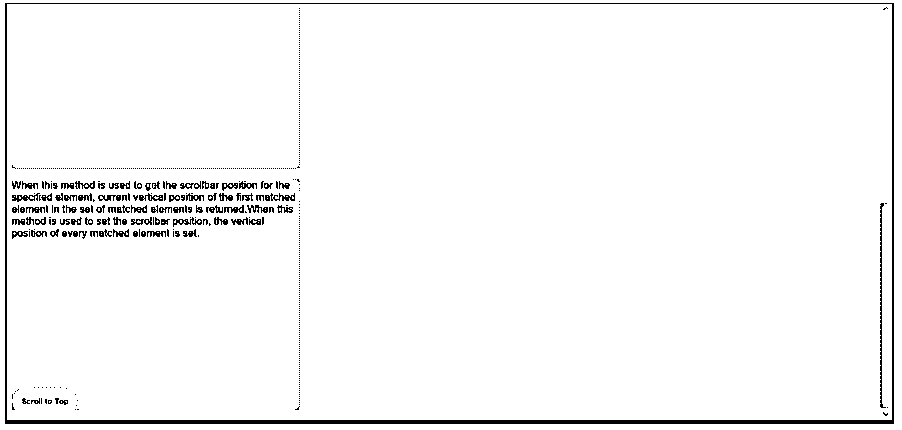 When this method is used to get the scrollbar position for the
specified element, current vertical position of the first matched
element in the set of matched elements is returned.When this
method is used to set the scrollbar position, the vertical
position of every matched element is set.
Scroll to Top